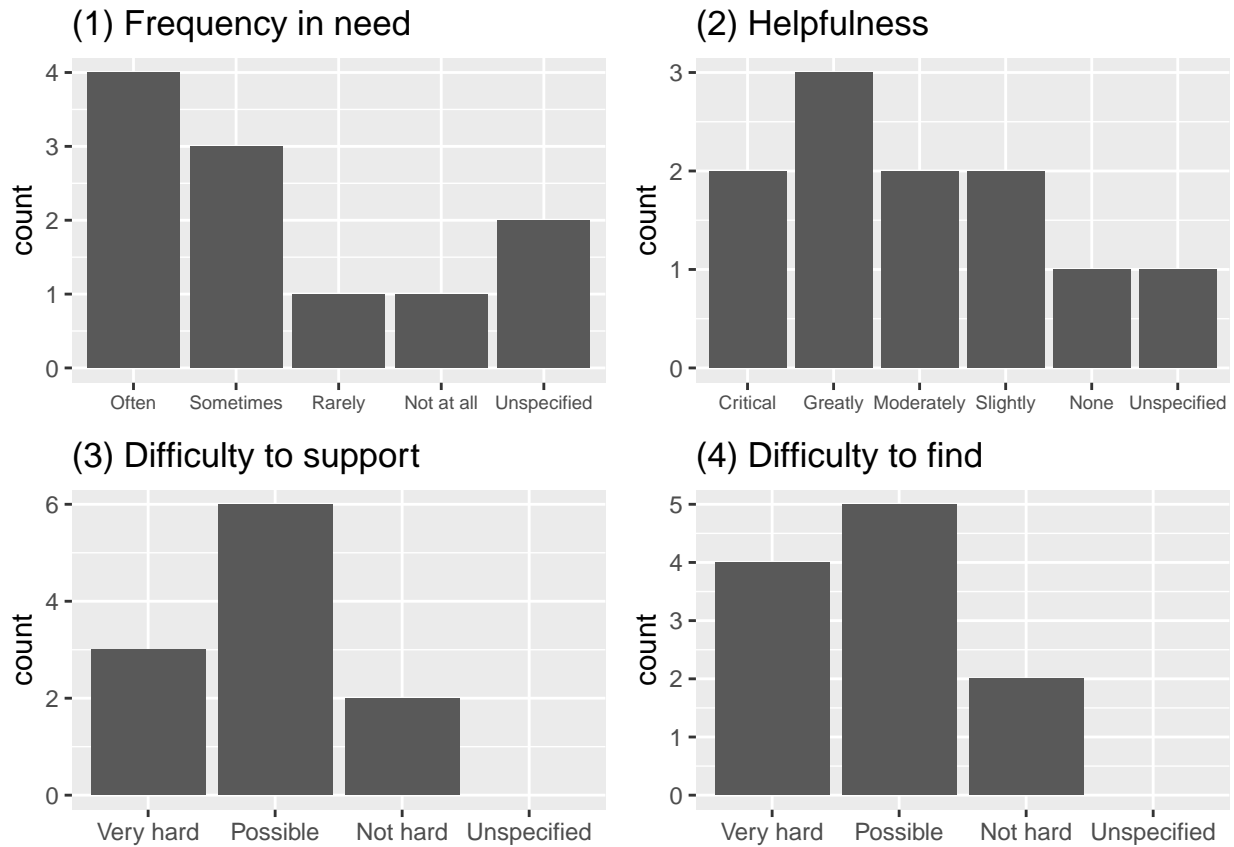 (1) Frequency in need
4
3
2
1
0
count
Often Sometimes Rarely Not at all Unspecified
(2) Helpfulness
3
2
1
0
count
Critical Greatly Moderately Slightly None Unspecified
(3) Difficulty to support
6
4
2
0
count
Very hard Possible Not hard Unspecified
(4) Difficulty to find
5
4
3
2
1
0
count
Very hard Possible Not hard Unspecified